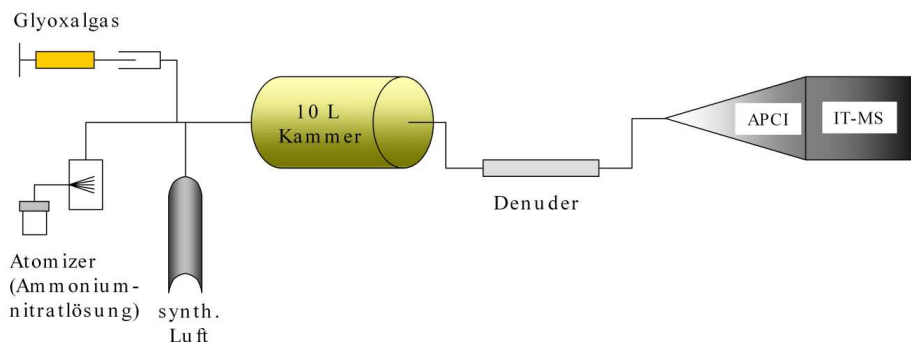 Glyoxalgas
10 L
Kammer
APCI
IT-MS
Denuder
Atomizer
(Ammonium-
nitratlösung)
synth.
Luft